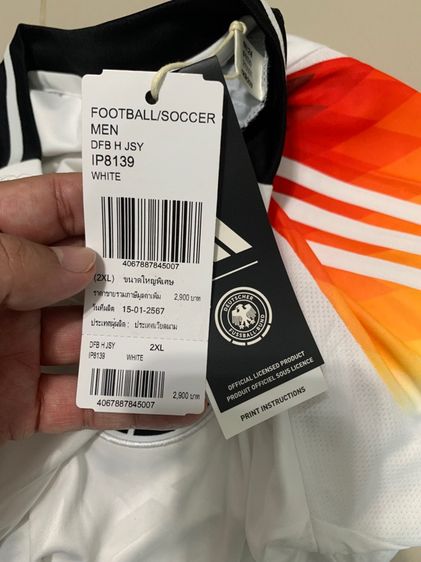 FOOTBALL/SOCCER
MEN
DFB H JSY
IP8139
WHITE
4067887845007
(2XL) ขนาดใหญ่พิเศษ
ราคาขายรวมภาษีมูลค่าเพิ่ม 2,900 บาท
วันที่ผลิต 15-01-2567
ประเทศผู้ผลิต : ประเทศเวียดนาม
DFB H JSY 2XL
IP8139 WHITE
2,900 บาท
4067887845007
DEUTSCHER
FUSSBALL-BUND
OFFICIAL LICENSED PRODUCT
PRODUIT OFFICIEL SOUS LICENCE
PRINT INSTRUCTIONS